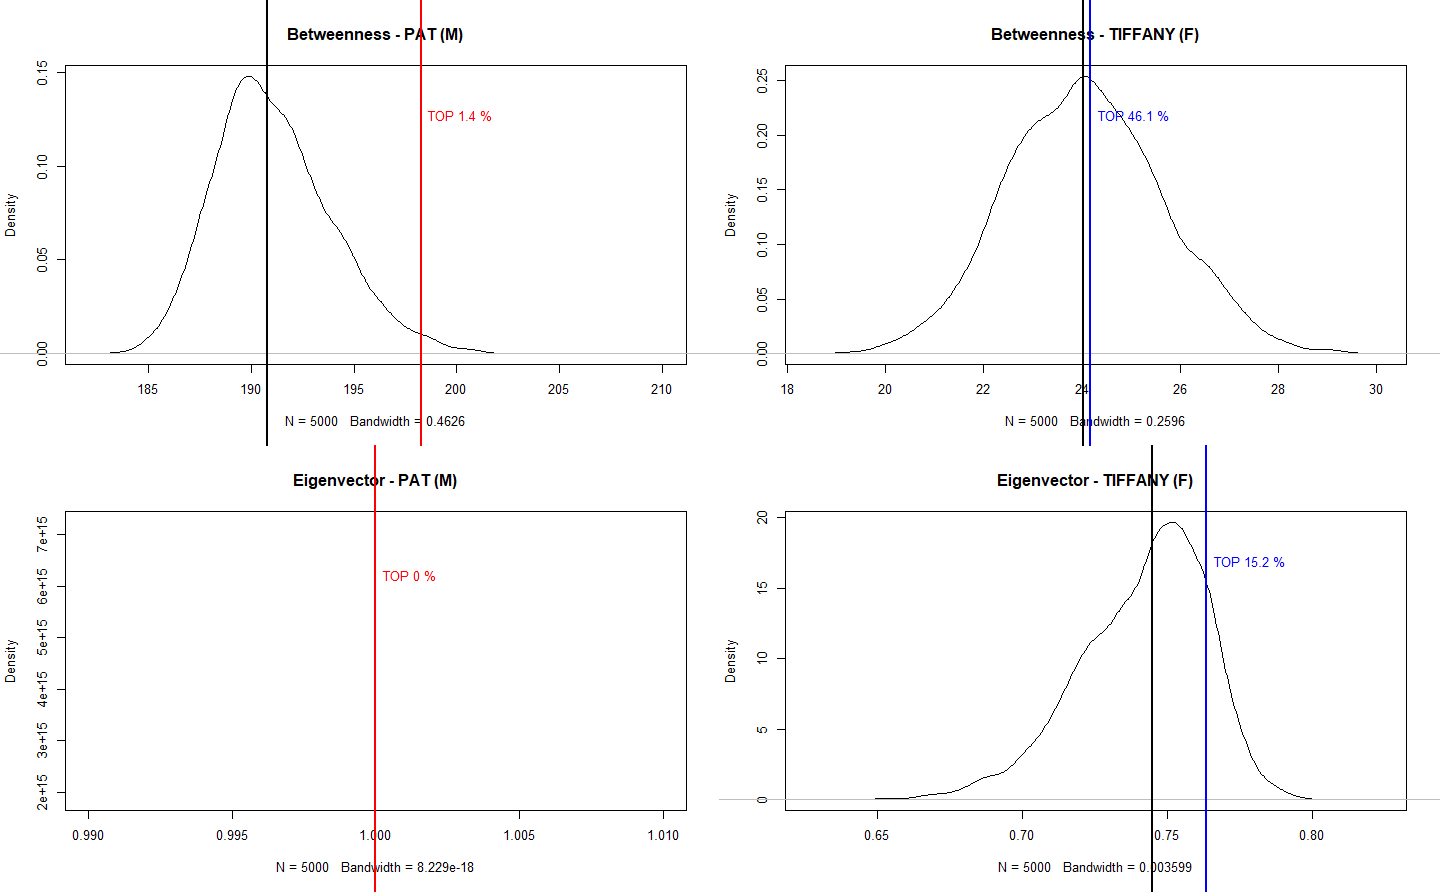 Betweenness - PAT (M)
0.15
0.10
0.05
0.00
Density
TOP 1.4 %
185 190 195 200 205 210
N = 5000 Bandwidth = 0.4626
Betweenness - TIFFANY (F)
0.25
0.20
0.15
0.10
0.05
0.00
Density
TOP 46.1 %
18 20 22 24 26 28 30
N = 5000 Bandwidth = 0.2596
Eigenvector - PAT (M)
7e+15
6e+15
5e+15
4e+15
3e+15
2e+15
Density
TOP 0 %
0.990 0.995 1.000 1.005 1.010
N = 5000 Bandwidth = 8.229e-18
Eigenvector - TIFFANY (F)
20
15
10
5
0
Density
TOP 15.2 %
0.65 0.70 0.75 0.80
N = 5000 Bandwidth = 0.003599